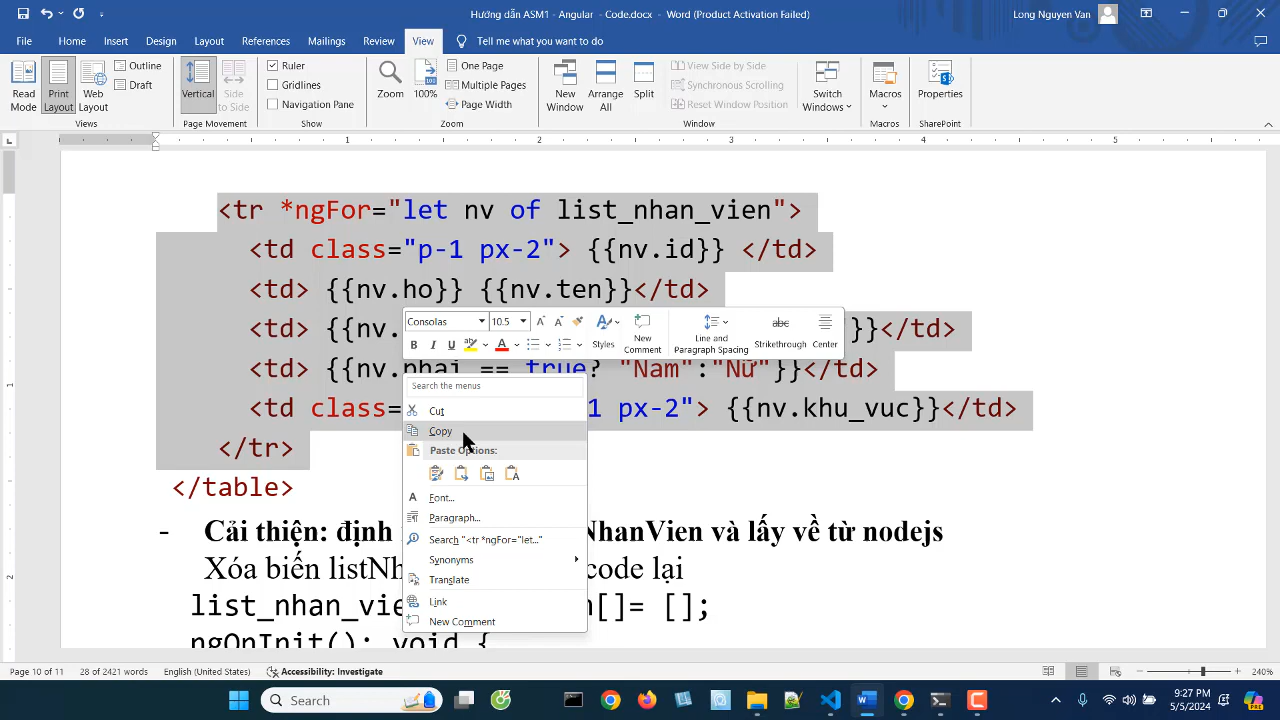 Hướng dẫn ASM1 - Angular - Code.docx - Word (Product Activation Failed)
Long Nguyen Van
File Home Insert Design Layout References Mailings Review View Tell me what you want to do
Read Mode
Print Layout
Web Layout
Outline
Draft
Views
Vertical
Side to Side
Page Movement
Ruler
Gridlines
Navigation Pane
Show
Zoom
100%
One Page
Multiple Pages
Page Width
Zoom
New Window
Arrange All
Split
View Side by Side
Synchronous Scrolling
Reset Window Position
Window
Switch Windows
Macros
Macros
Properties
SharePoint
1 2 3 4 5
<tr *ngFor="let nv of list_nhan_vien">
<td class="p-1 px-2"> {{nv.id}} </td>
<td> {{nv.ho}} {{nv.ten}}</td>
<td> {{nv. }}</td>
<td> {{nv.phai == true? "Nam":"Nữ"}}</td>
<td class= 1 px-2"> {{nv.khu_vuc}}</td>
</tr>
</table>
Consolas 10.5
B I U A
Styles
New Comment
Line and Paragraph Spacing
Strikethrough
Center
Search the menus
Cut
Copy
Paste Options:
Font...
Paragraph...
Search "<tr *ngFor="let..."
Synonyms
Translate
Link
New Comment
- Cải thiện: định NhanVien và lấy về từ nodejs
Xóa biến listNh code lại
list_nhan_vie n[]= [];
ngOnInit(): void {
Page 10 of 11 28 of 2421 words English (United States) Accessibility: Investigate 240%
Search
9:27 PM
5/5/2024